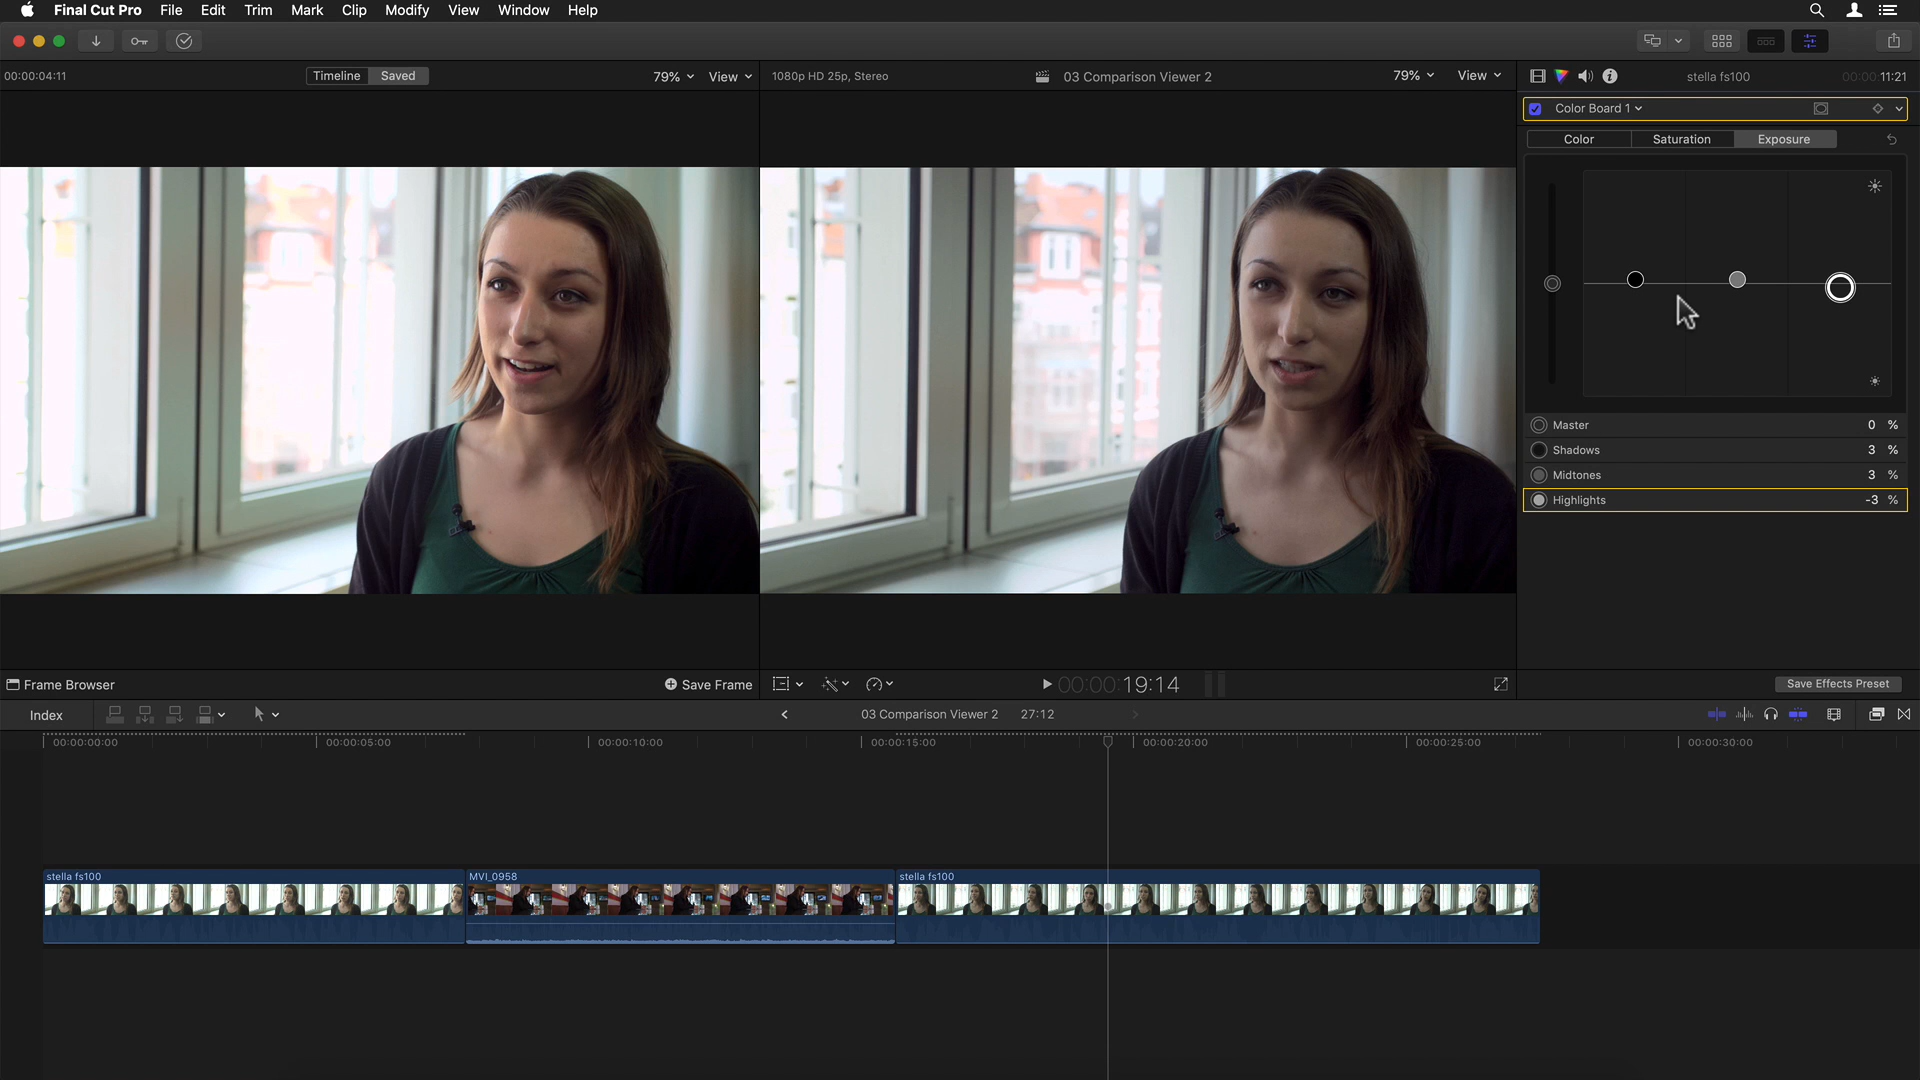 Final Cut Pro File Edit Trim Mark Clip Modify View Window Help
00:00:04:11 Timeline Saved 79% View 1080p HD 25p, Stereo 03 Comparison Viewer 2 79% View stella fs100 00:00:11:21
Color Board 1
Color Saturation Exposure
Master 0 %
Shadows 3 %
Midtones 3 %
Highlights -3 %
Frame Browser Save Frame 00:00:19:14 Save Effects Preset
Index 03 Comparison Viewer 2 27:12
00:00:00:00 00:00:05:00 00:00:10:00 00:00:15:00 00:00:20:00 00:00:25:00 00:00:30:00
stella fs100 MVI_0958 stella fs100